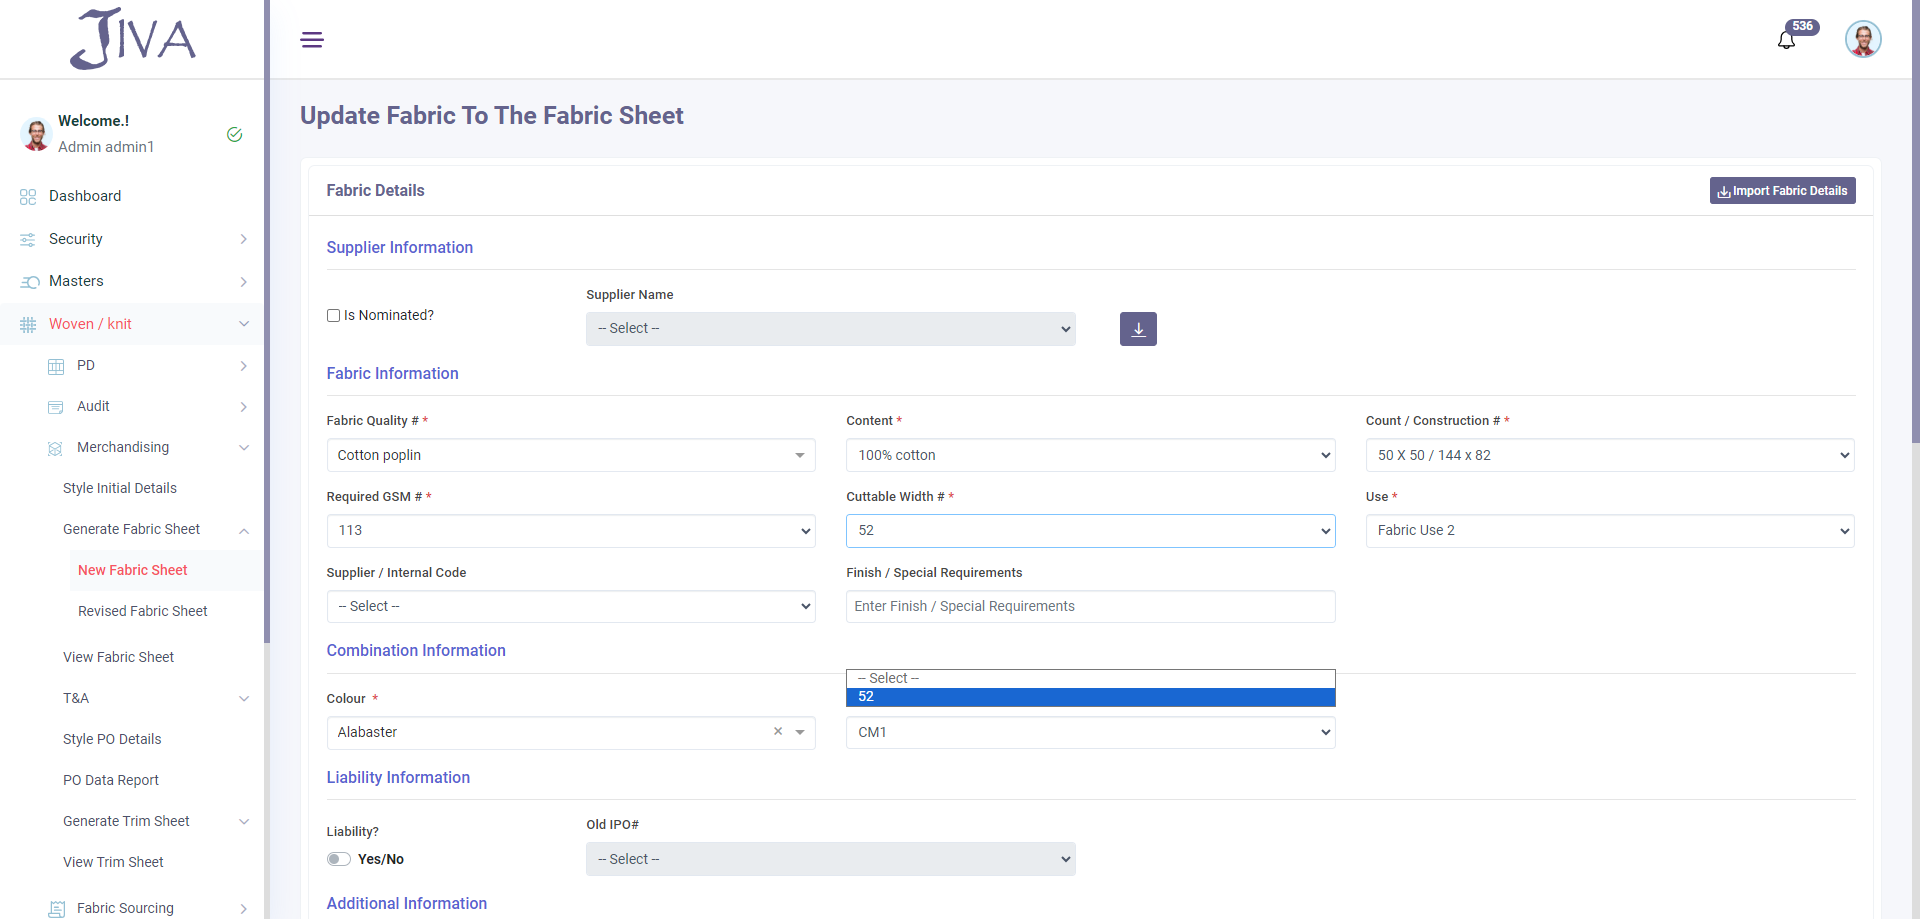 JIVA
536
Welcome.!
Admin admin1
Dashboard
Security
Masters
Woven / knit
PD
Audit
Merchandising
Style Initial Details
Generate Fabric Sheet
New Fabric Sheet
Revised Fabric Sheet
View Fabric Sheet
T&A
Style PO Details
PO Data Report
Generate Trim Sheet
View Trim Sheet
Fabric Sourcing
Update Fabric To The Fabric Sheet
Fabric Details
Import Fabric Details
Supplier Information
Is Nominated?
Supplier Name
-- Select --
Fabric Information
Fabric Quality # *
Content *
Count / Construction # *
Cotton poplin
100% cotton
50 X 50 / 144 x 82
Required GSM # *
Cuttable Width # *
Use *
113
52
Fabric Use 2
Supplier / Internal Code
Finish / Special Requirements
-- Select --
Enter Finish / Special Requirements
Combination Information
-- Select --
52
Colour *
Alabaster
CM1
Liability Information
Liability?
Old IPO#
Yes/No
-- Select --
Additional Information